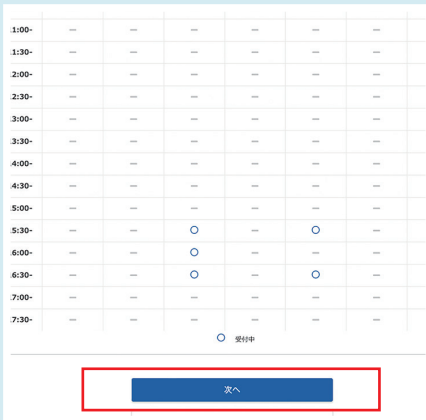 1:00- — — — — — —
1:30- — — — — — —
2:00- — — — — — —
2:30- — — — — — —
3:00- — — — — — —
3:30- — — — — — —
4:00- — — — — — —
4:30- — — — — — —
5:00- — — — — — —
5:30- — — ○ — ○ —
6:00- — — ○ — — —
6:30- — — ○ — ○ —
7:00- — — — — — —
7:30- — — — — — —
○ 受付中
次へ